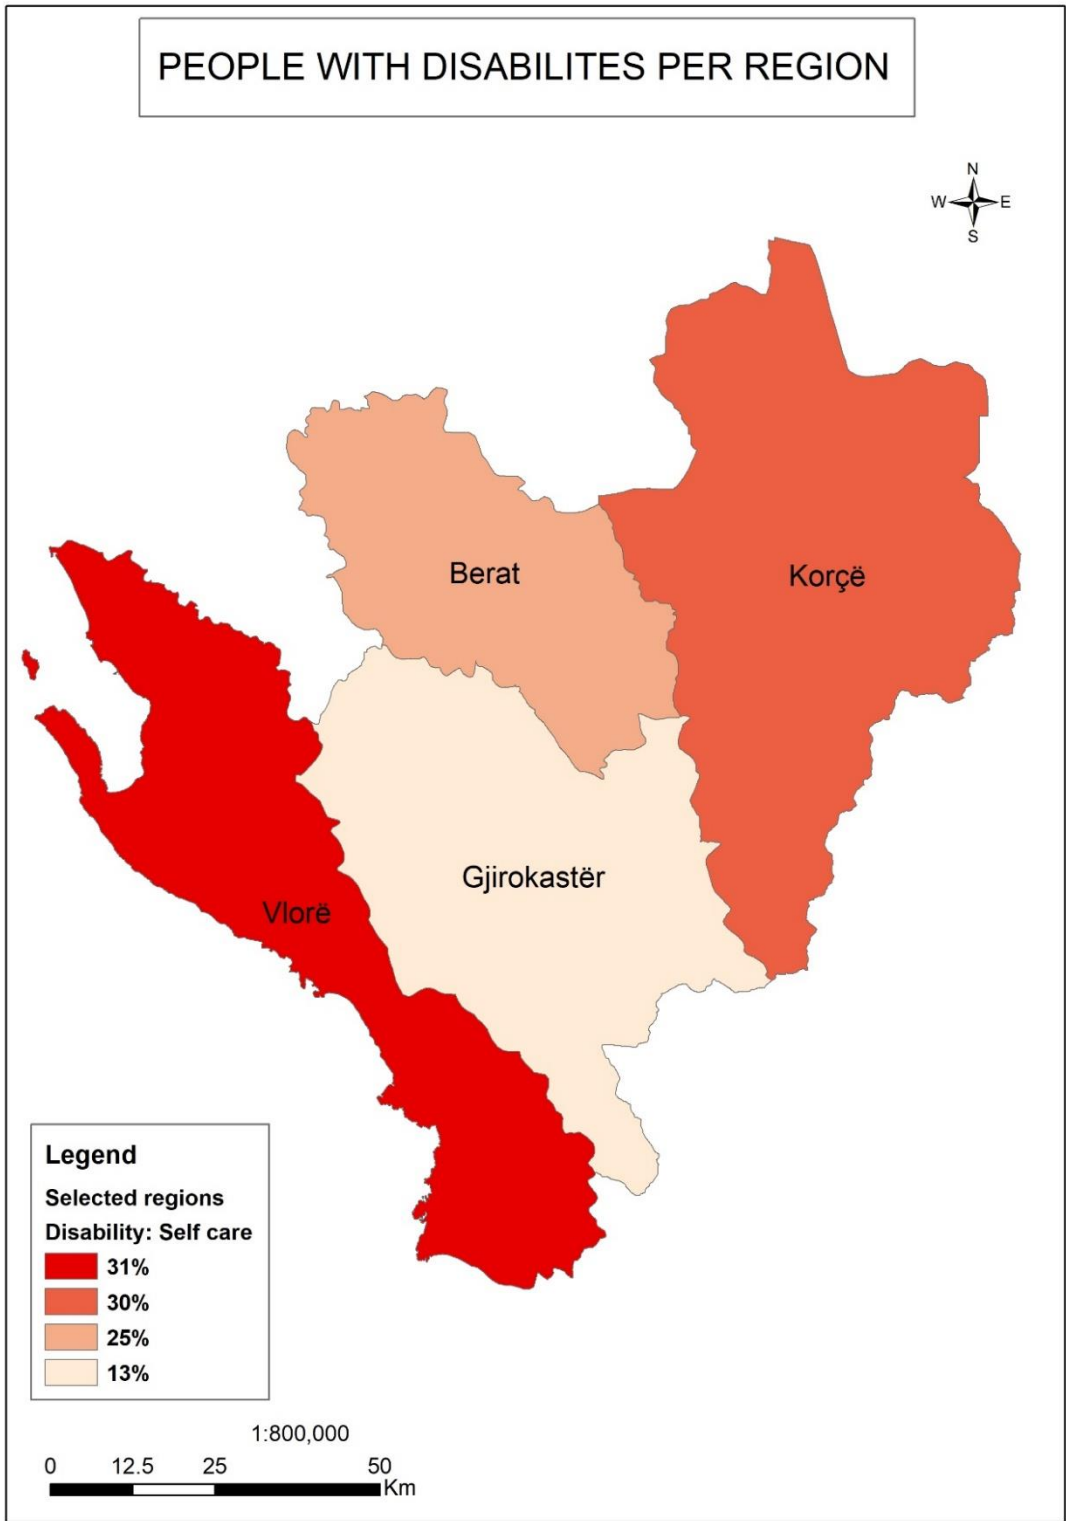 PEOPLE WITH DISABILITES PER REGION
N
W E
S
Berat
Korçë
Gjirokastër
Vlorë
Legend
Selected regions
Disability: Self care
31%
30%
25%
13%
1:800,000
0 12.5 25 50
Km